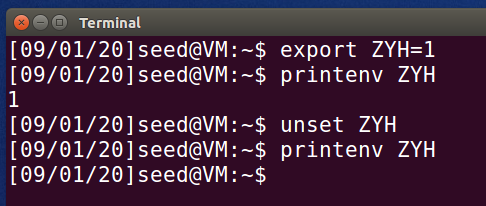 Terminal
[09/01/20]seed@VM:~$ export ZYH=1
[09/01/20]seed@VM:~$ printenv ZYH
1
[09/01/20]seed@VM:~$ unset ZYH
[09/01/20]seed@VM:~$ printenv ZYH
[09/01/20]seed@VM:~$